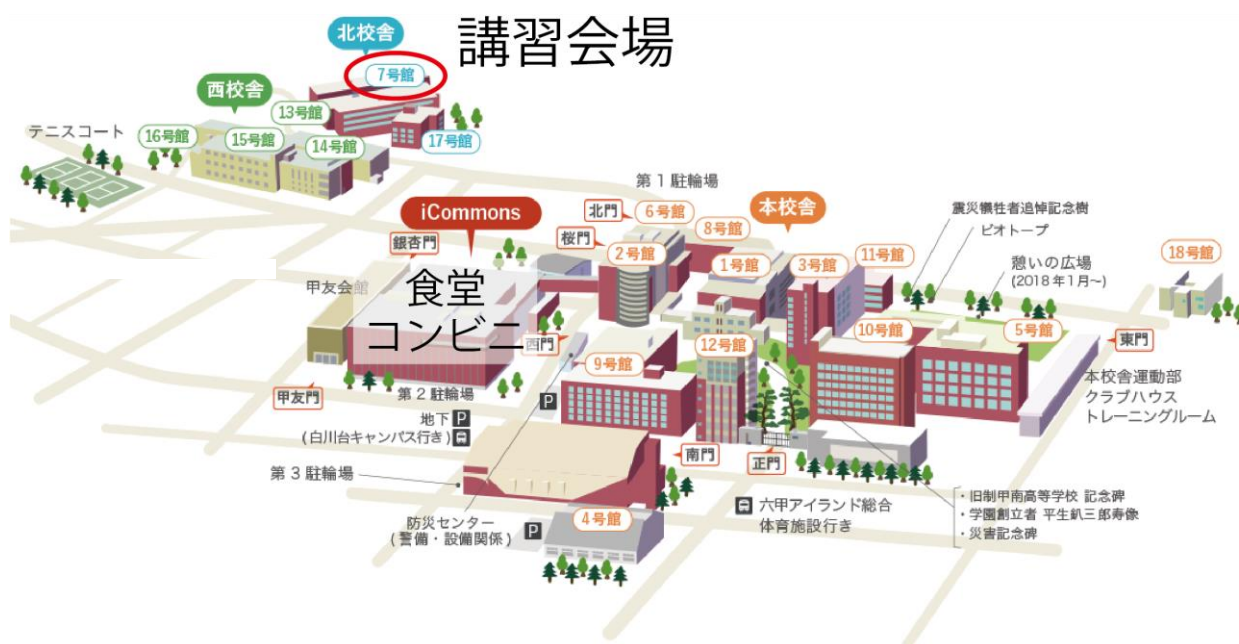 講習会場
北校舎
7号館
西校舎
13号館
テニスコート
16号館
15号館
14号館
17号館
第1駐輪場
iCommons
北門
6号館
本校舎
震災犠牲者追悼記念樹
銀杏門
桜門
8号館
ビオトープ
2号館
1号館
3号館
11号館
憩いの広場
(2018年1月~)
18号館
甲友会館
食堂
コンビニ
西門
10号館
5号館
東門
9号館
12号館
本校舎運動部
クラブハウス
トレーニングルーム
甲友門
第2駐輪場
地下 P
(白川台キャンパス行き)
P
南門
正門
第3駐輪場
六甲アイランド総合
体育施設行き
・旧制甲南高等学校 記念碑
・学園創立者 平生釟三郎寿像
・災害記念碑
防災センター
(警備・設備関係)
P
4号館